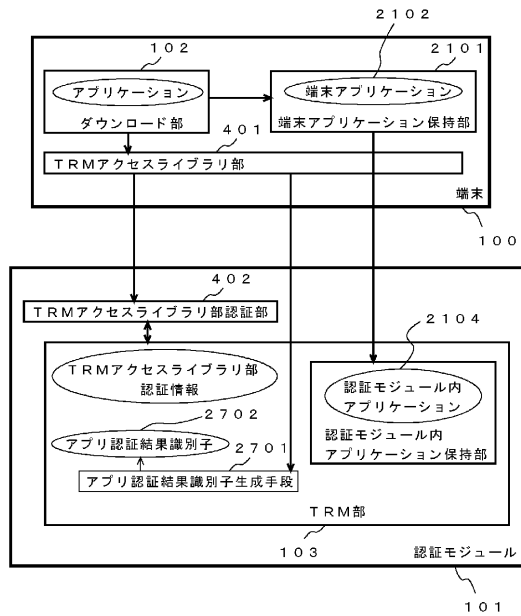 2102
102
2101
アプリケーション
端末アプリケーション
ダウンロード部
端末アプリケーション保持部
401
TRMアクセスライブラリ部
端末
100
402
TRMアクセスライブラリ部認証部
2104
TRMアクセスライブラリ部
認証情報
認証モジュール内
アプリケーション
2702
アプリ認証結果識別子
認証モジュール内
アプリケーション保持部
2701
アプリ認証結果識別子生成手段
TRM部
103
認証モジュール
101